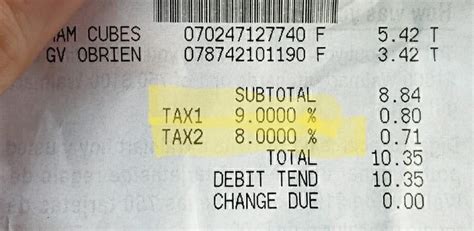 HAM CUBES 070247127740 F 5.42 T
GV OBRIEN 078742101190 F 3.42 T
SUBTOTAL 8.84
TAX1 9.0000 % 0.80
TAX2 8.0000 % 0.71
TOTAL 10.35
DEBIT TEND 10.35
CHANGE DUE 0.00